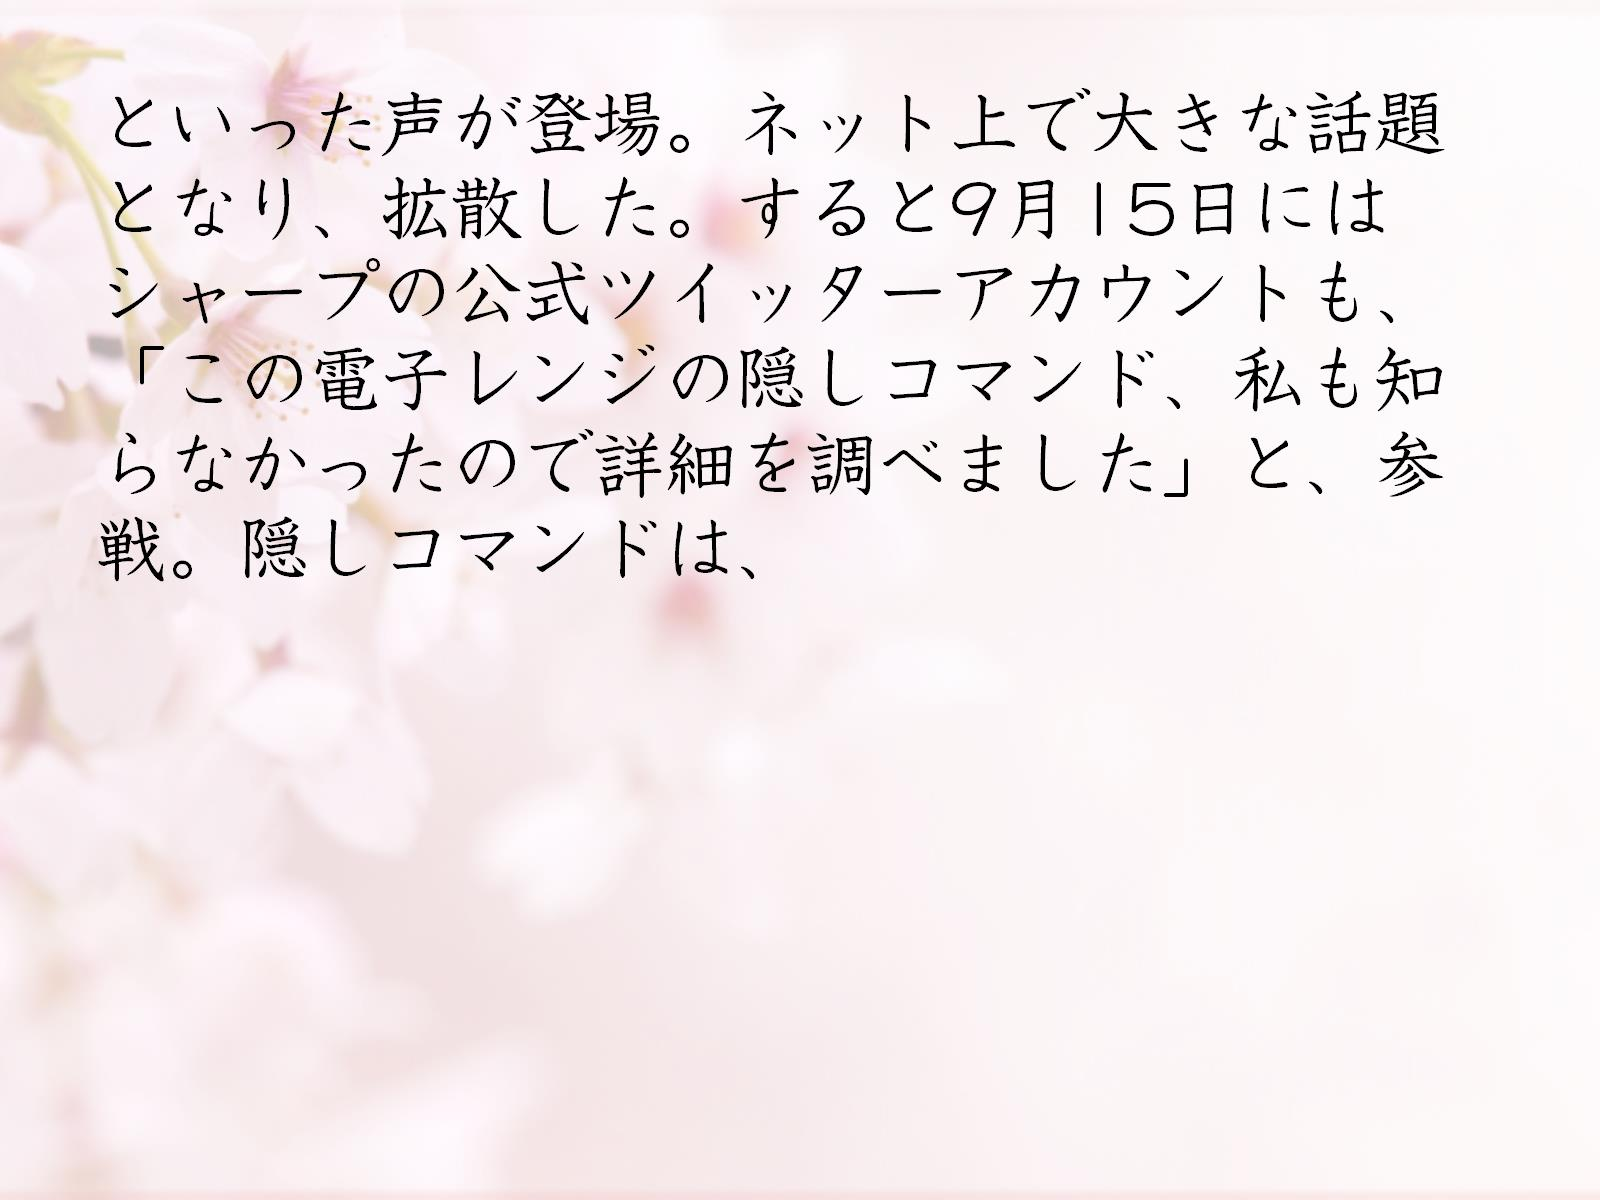 といった声が登場。ネット上で大きな話題
となり、拡散した。すると9月15日には
シャープの公式ツイッターアカウントも、
「この電子レンジの隠しコマンド、私も知
らなかったので詳細を調べました」と、参
戦。隠しコマンドは、